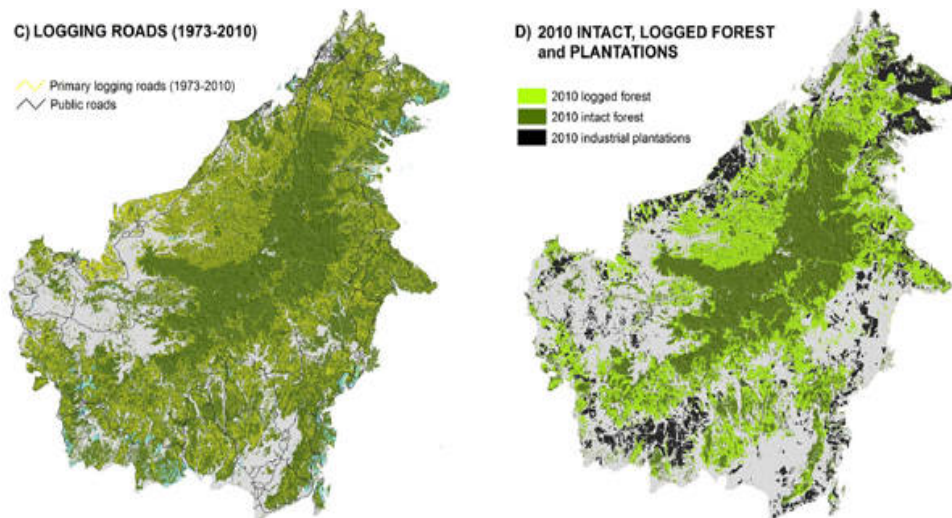 C) LOGGING ROADS (1973-2010)
Primary logging roads (1973-2010)
Public roads
D) 2010 INTACT, LOGGED FOREST
and PLANTATIONS
2010 logged forest
2010 intact forest
2010 industrial plantations